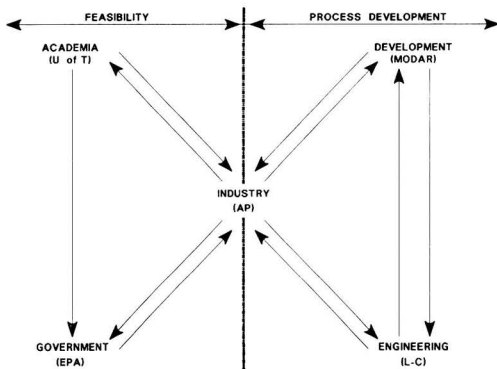 FEASIBILITY
PROCESS DEVELOPMENT
ACADEMIA
(U of T)
DEVELOPMENT
(MODAR)
INDUSTRY
(AP)
GOVERNMENT
(EPA)
ENGINEERING
(L-C)